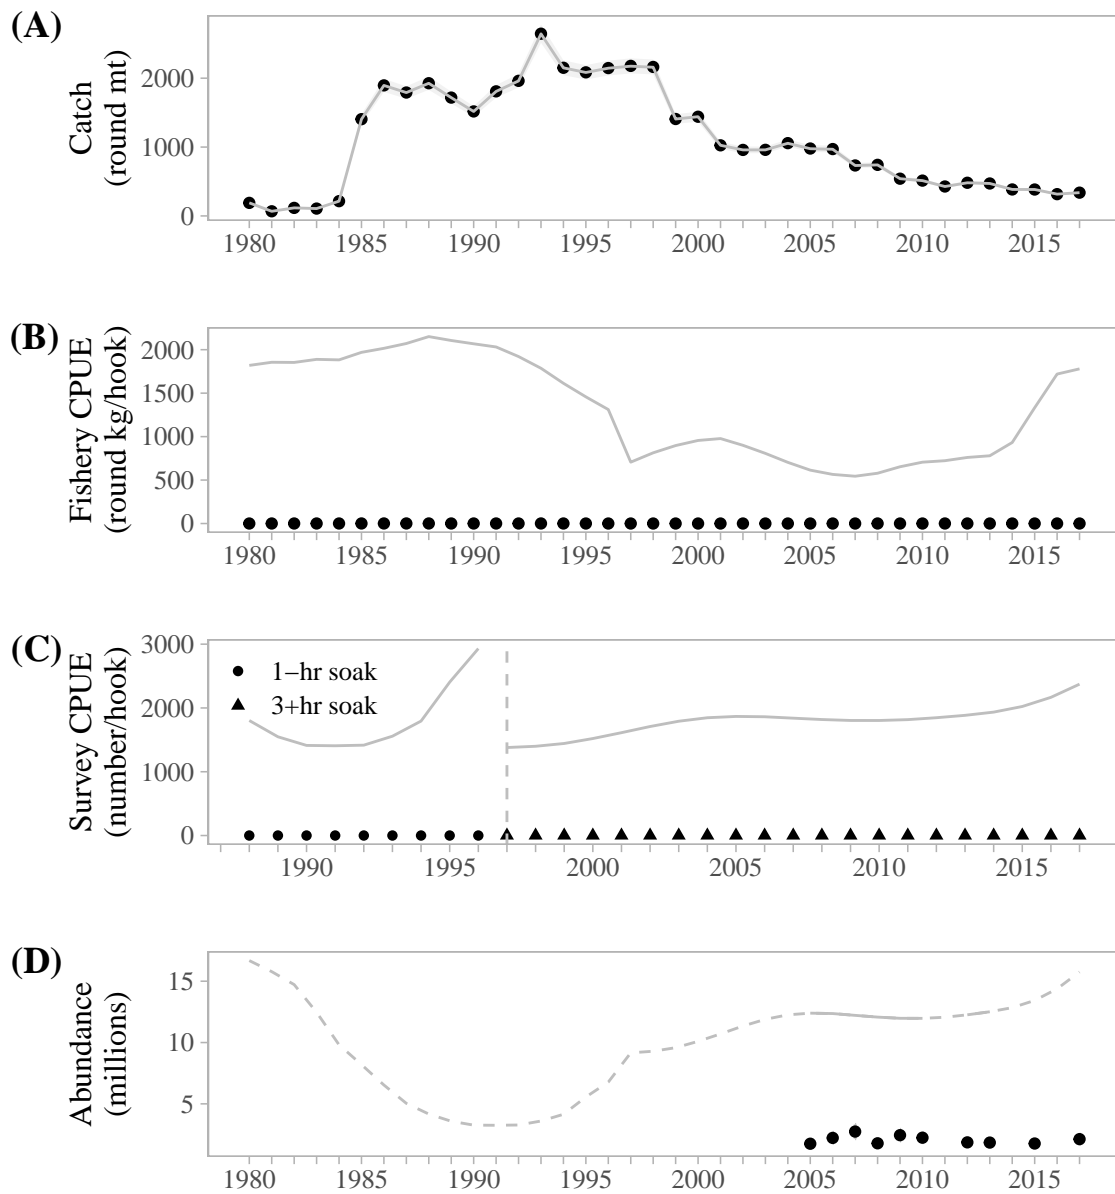 (A)
Catch
(round mt)
2000
1000
0
1980 1985 1990 1995 2000 2005 2010 2015
(B)
Fishery CPUE
(round kg/hook)
2000
1500
1000
500
0
1980 1985 1990 1995 2000 2005 2010 2015
(C)
Survey CPUE
(number/hook)
3000
2000
1000
0
1−hr soak
3+hr soak
1990 1995 2000 2005 2010 2015
(D)
Abundance
(millions)
15
10
5
1980 1985 1990 1995 2000 2005 2010 2015